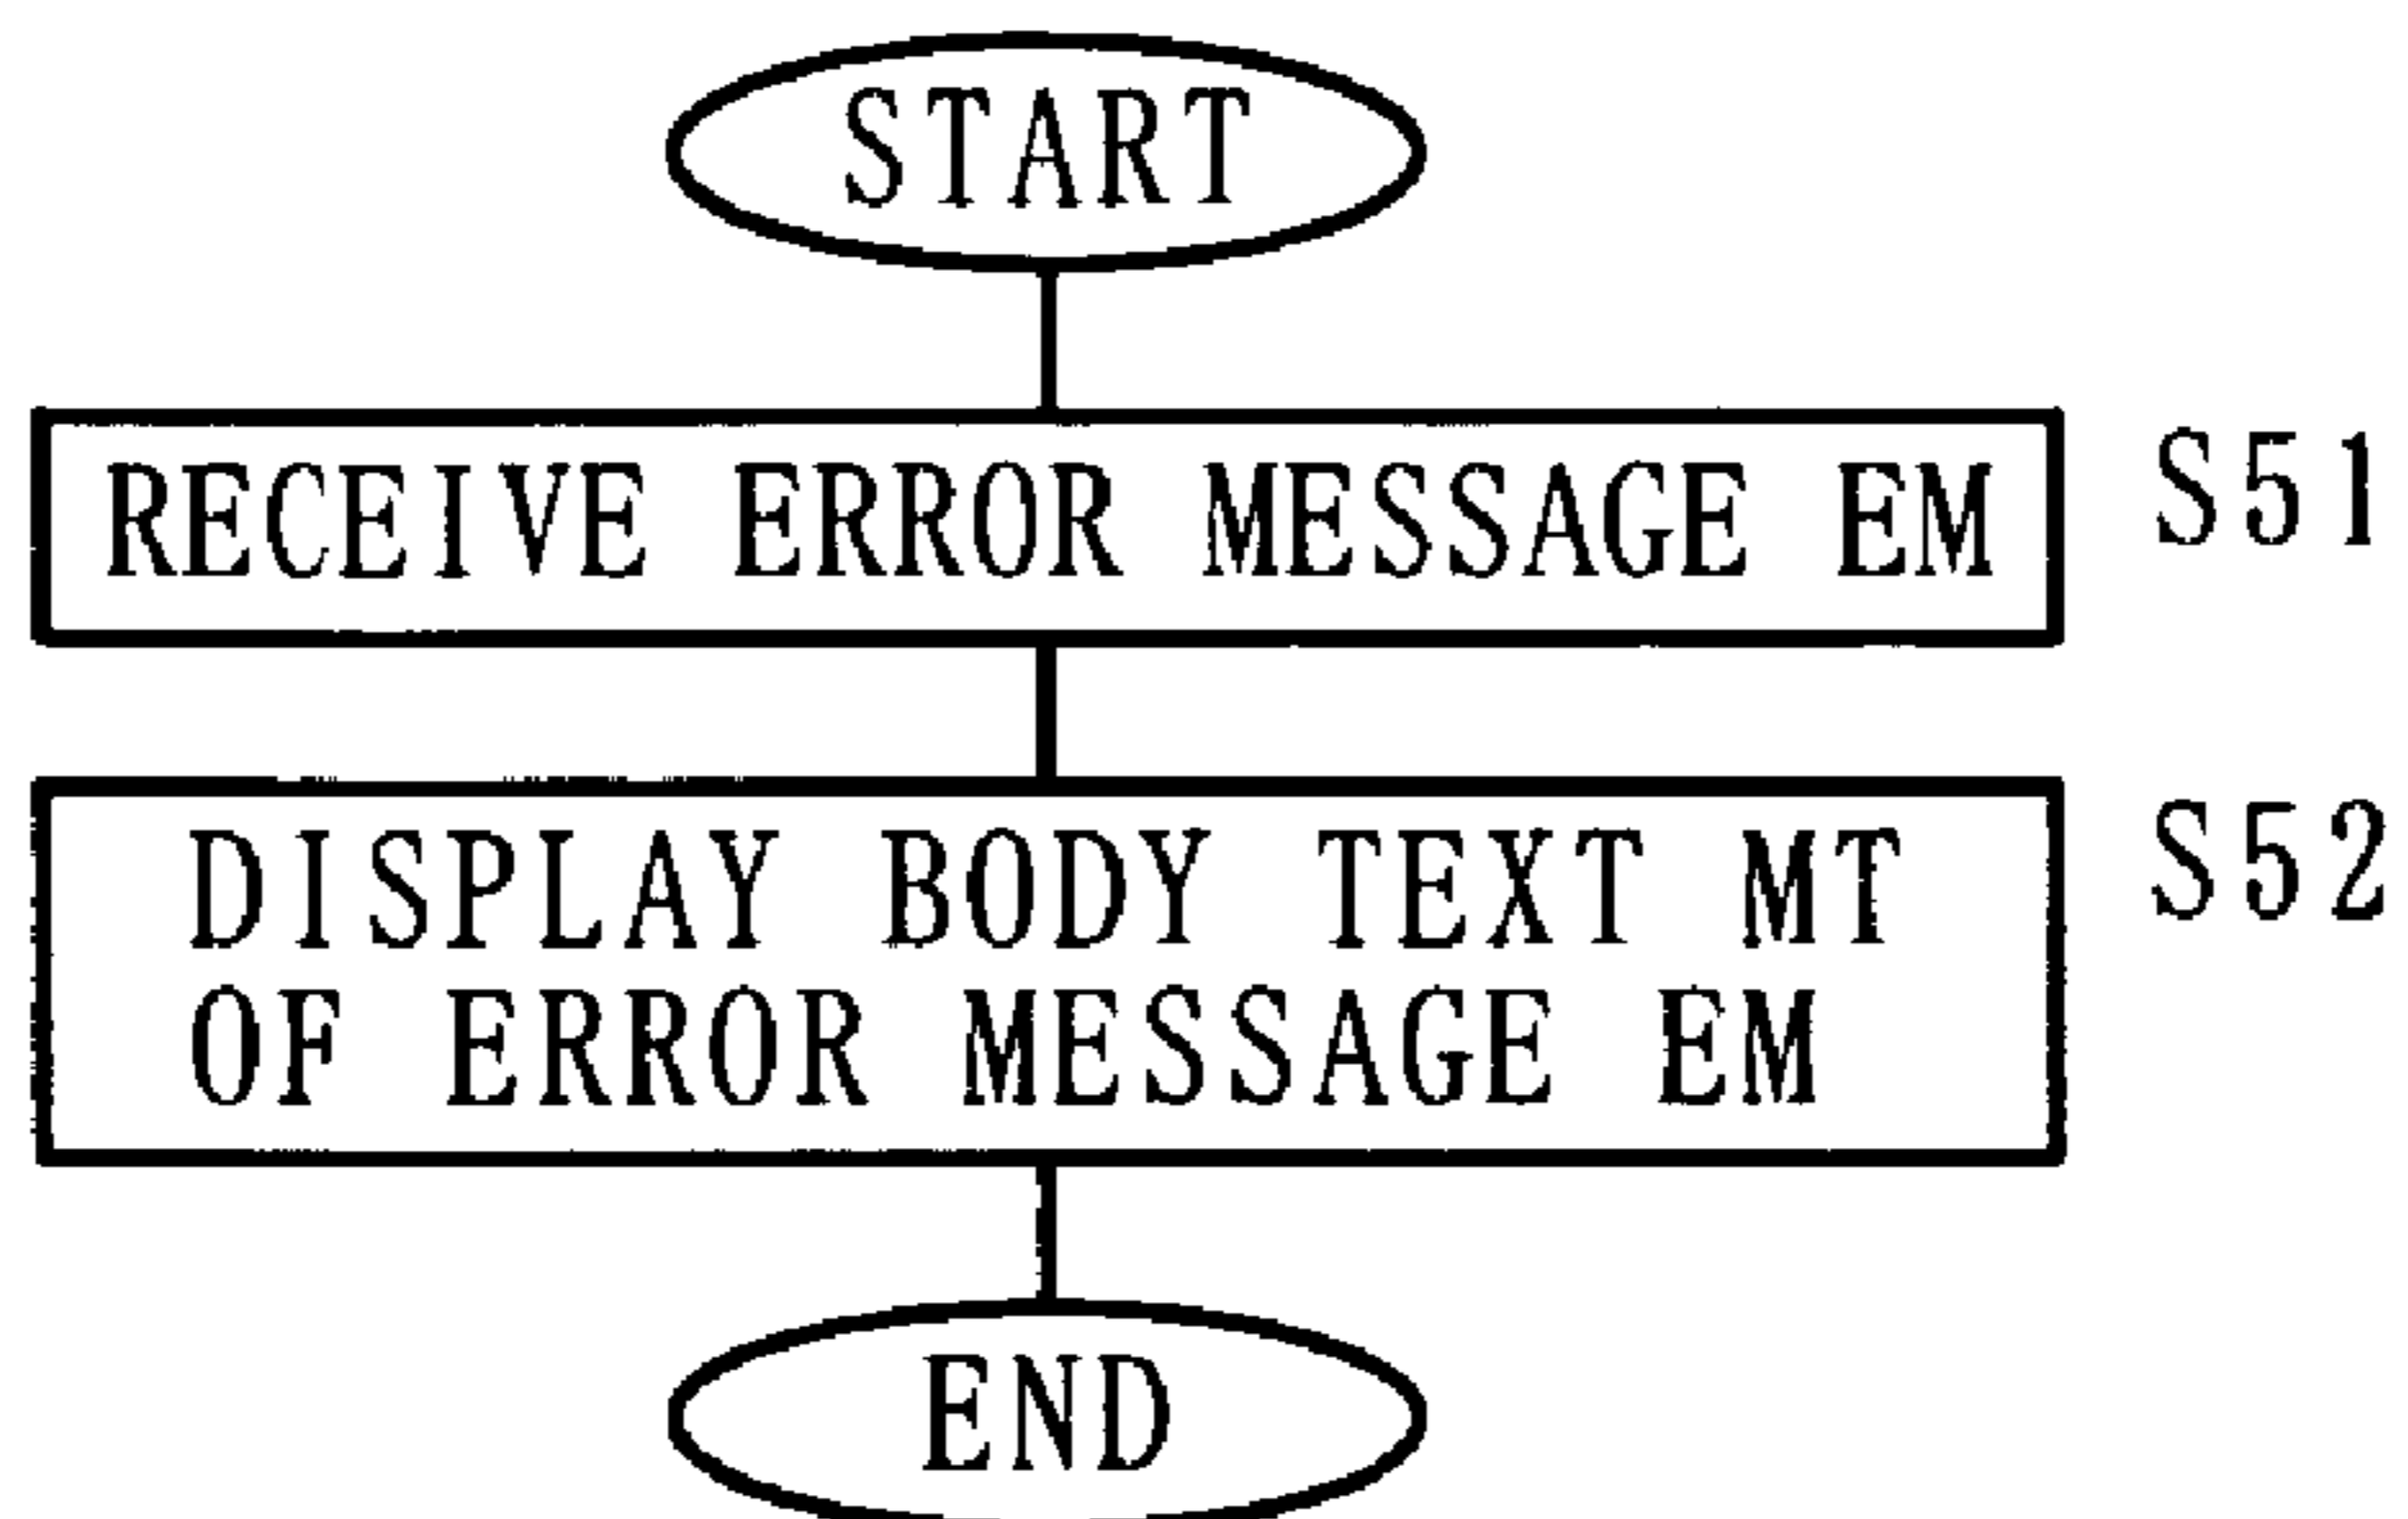 START
RECEIVE ERROR MESSAGE EM S51
DISPLAY BODY TEXT MT S52
OF ERROR MESSAGE EM
END